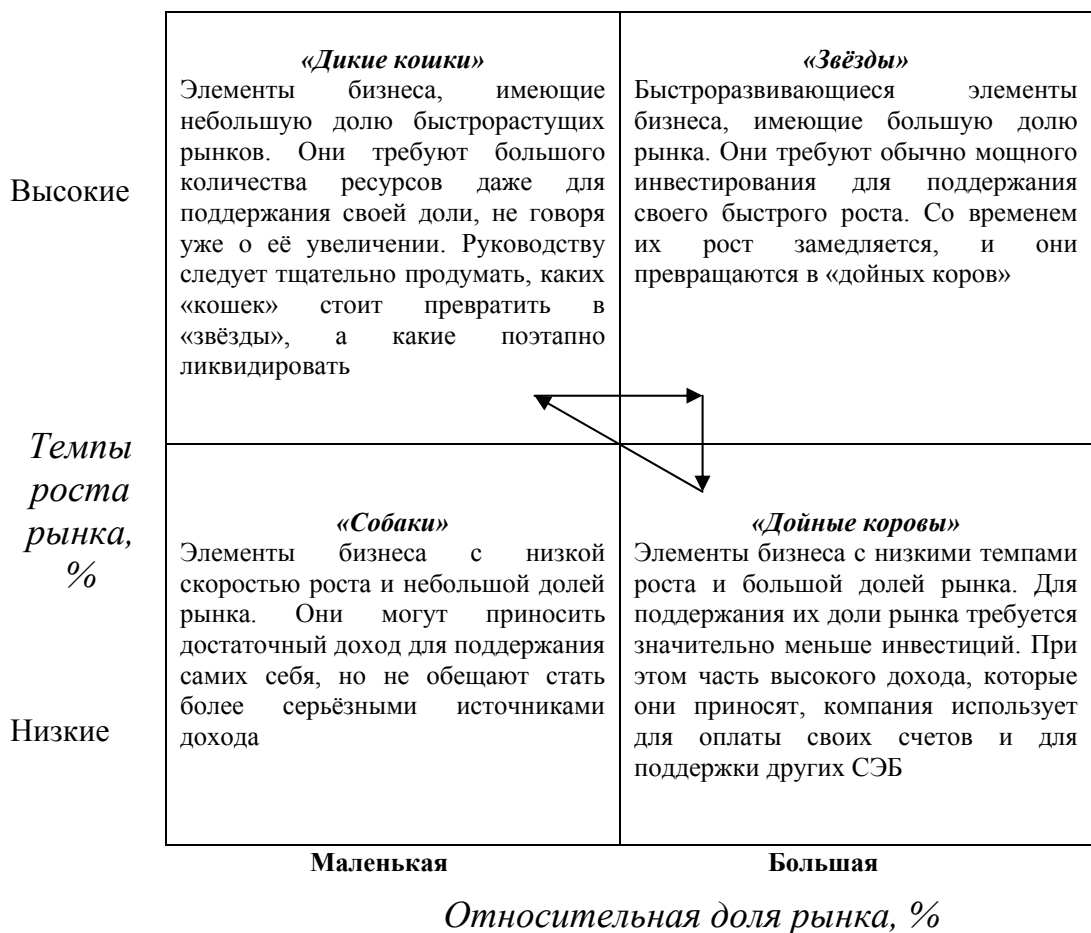 «Дикие кошки»
Элементы бизнеса, имеющие
небольшую долю быстрорастущих
рынков. Они требуют большого
количества ресурсов даже для
поддержания своей доли, не говоря
уже о её увеличении. Руководству
следует тщательно продумать, каких
«кошек» стоит превратить в
«звёзды», а какие поэтапно
ликвидировать
«Звёзды»
Быстроразвивающиеся элементы
бизнеса, имеющие большую долю
рынка. Они требуют обычно мощного
инвестирования для поддержания
своего быстрого роста. Со временем
их рост замедляется, и они
превращаются в «дойных коров»
Высокие
Темпы
роста
рынка,
%
«Собаки»
Элементы бизнеса с низкой
скоростью роста и небольшой долей
рынка. Они могут приносить
достаточный доход для поддержания
самих себя, но не обещают стать
более серьёзными источниками
дохода
«Дойные коровы»
Элементы бизнеса с низкими темпами
роста и большой долей рынка. Для
поддержания их доли рынка требуется
значительно меньше инвестиций. При
этом часть высокого дохода, которые
они приносят, компания использует
для оплаты своих счетов и для
поддержки других СЭБ
Низкие
Маленькая
Большая
Относительная доля рынка, %